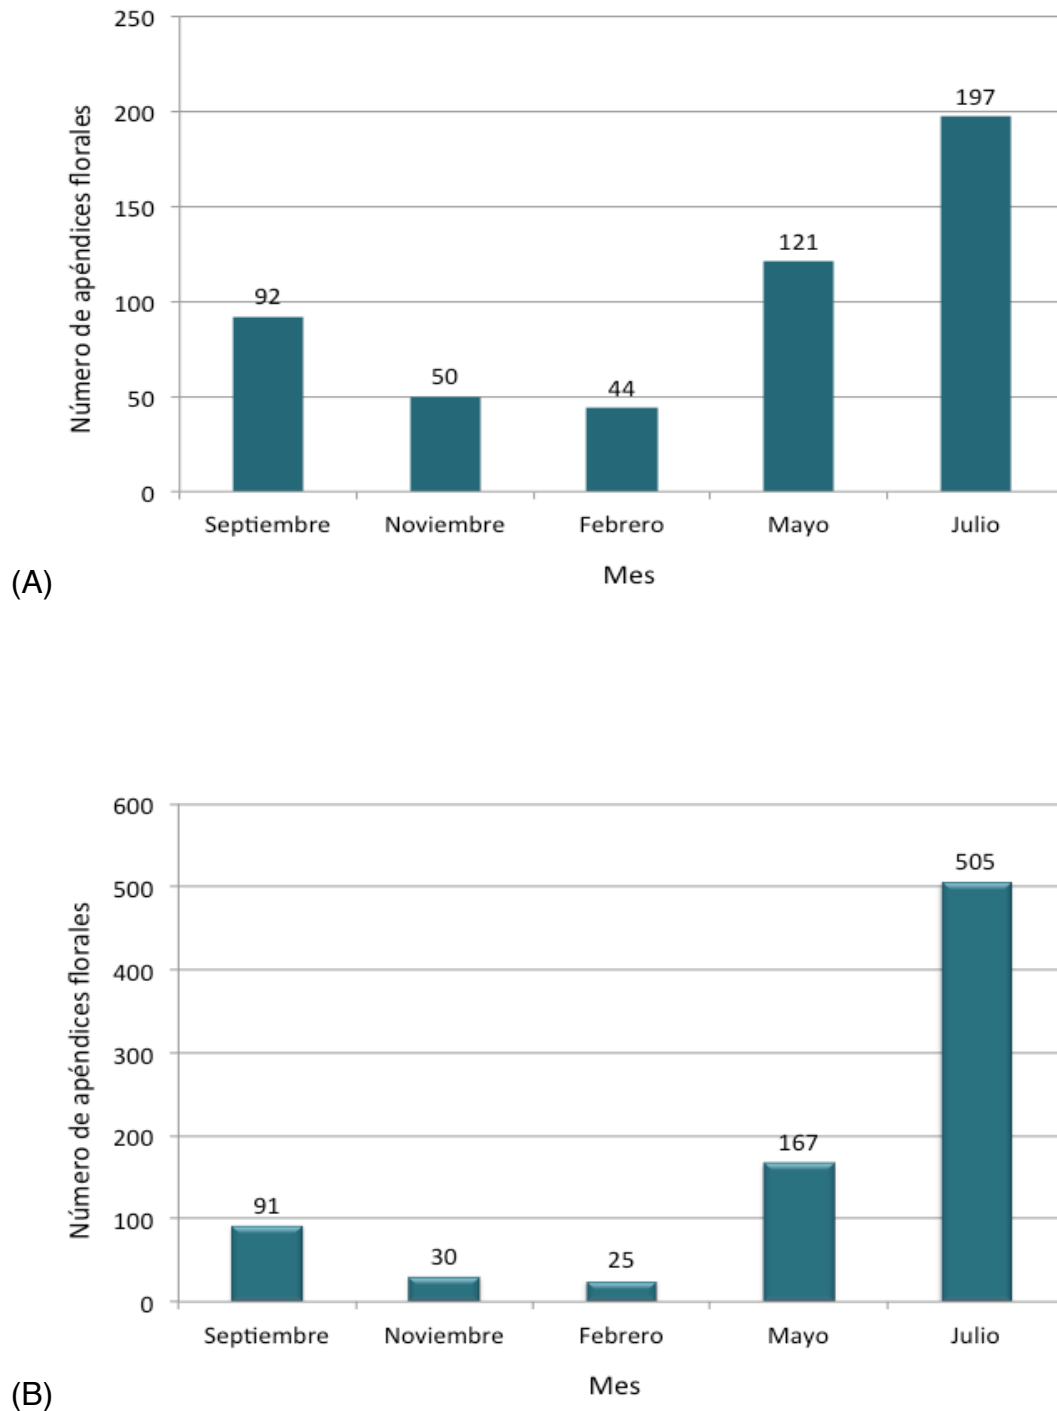 250
200
150
100
50
0
Número de apéndices florales
92
50
44
121
197
Septiembre Noviembre Febrero Mayo Julio
Mes
(A)
600
500
400
300
200
100
0
Número de apéndices florales
91
30
25
167
505
Septiembre Noviembre Febrero Mayo Julio
Mes
(B)